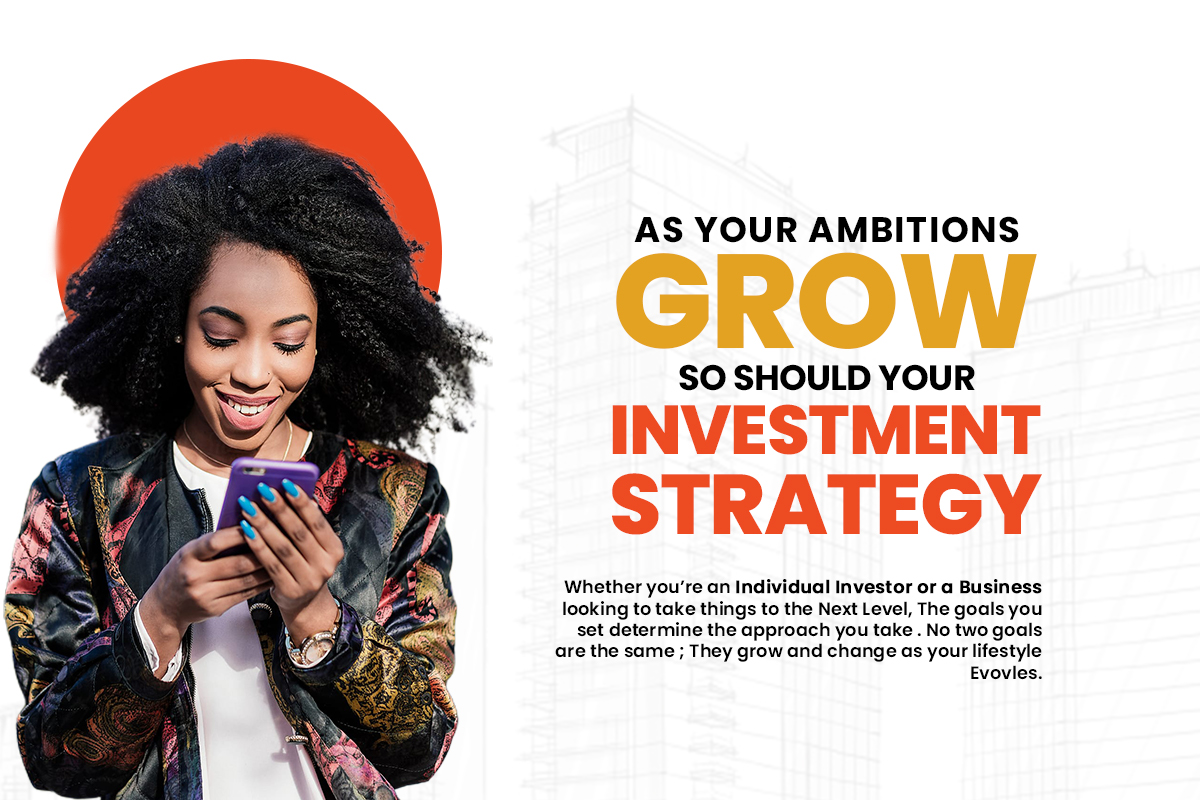 AS YOUR AMBITIONS
GROW
SO SHOULD YOUR
INVESTMENT
STRATEGY
Whether you're an Individual Investor or a Business
looking to take things to the Next Level, The goals you
set determine the approach you take . No two goals
are the same ; They grow and change as your lifestyle
Evovles.